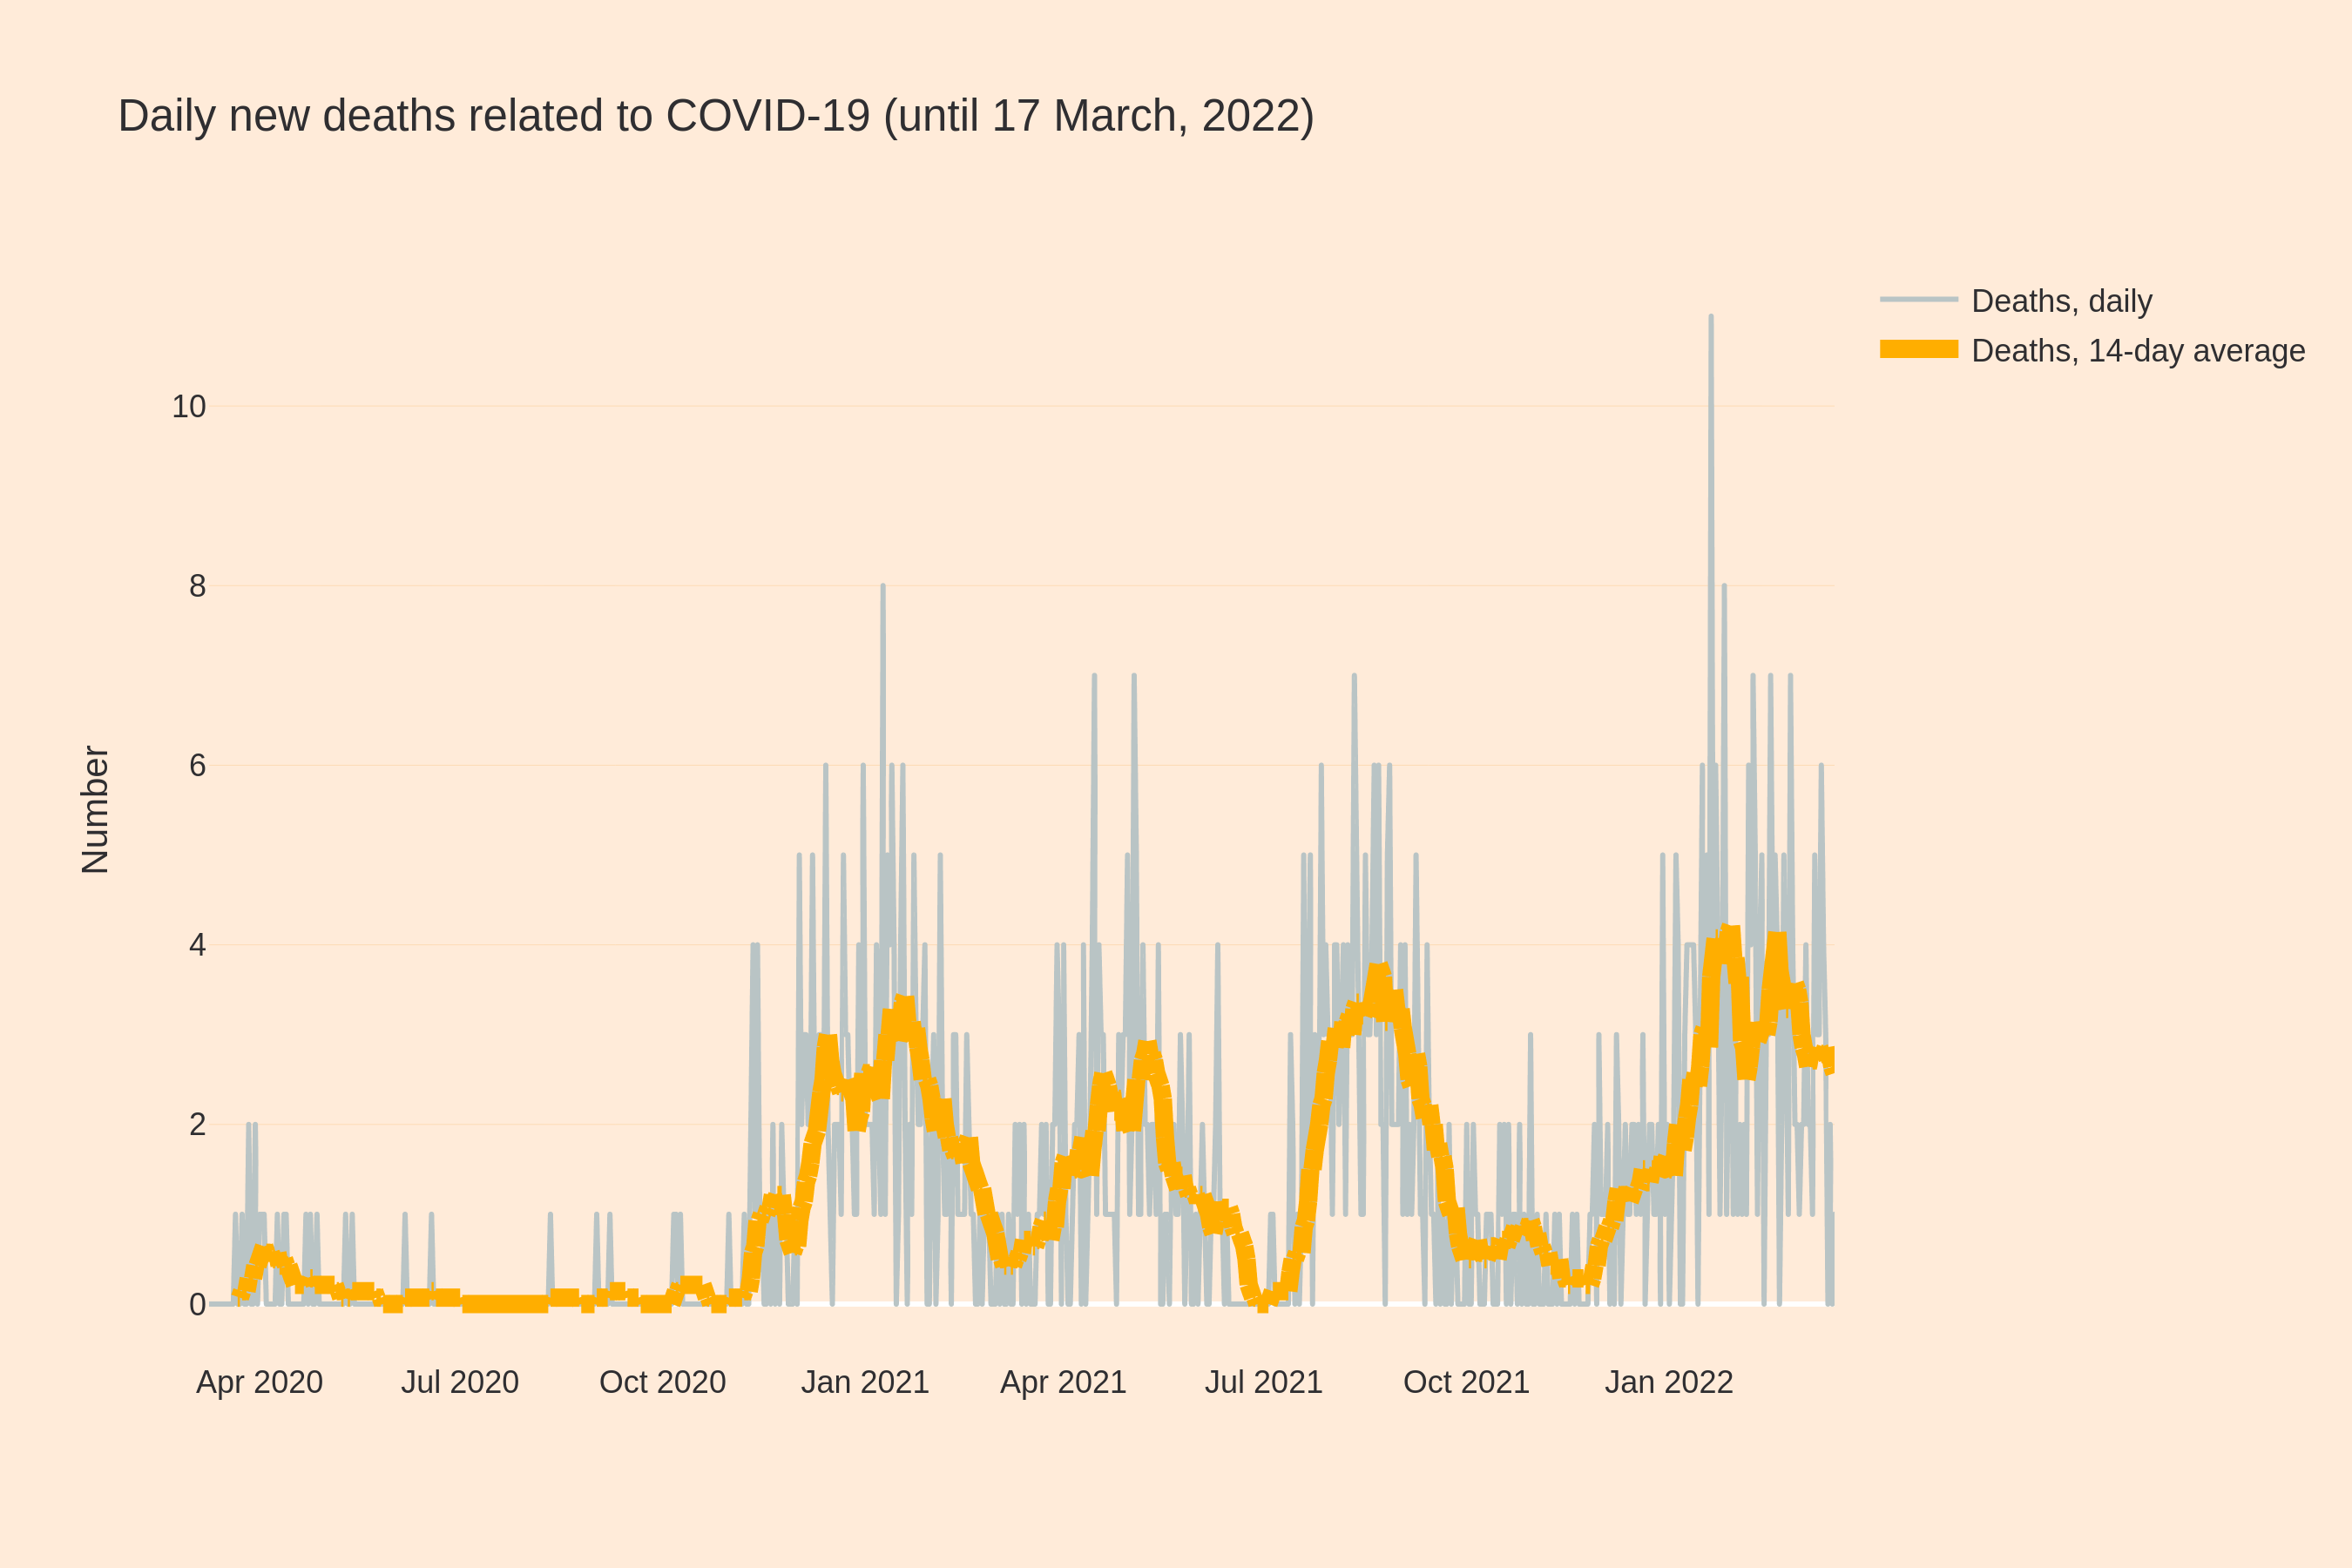 Daily new deaths related to COVID-19 (until 17 March, 2022)
Deaths, daily
Deaths, 14-day average
10
8
6
4
2
0
Number
Apr 2020
Jul 2020
Oct 2020
Jan 2021
Apr 2021
Jul 2021
Oct 2021
Jan 2022